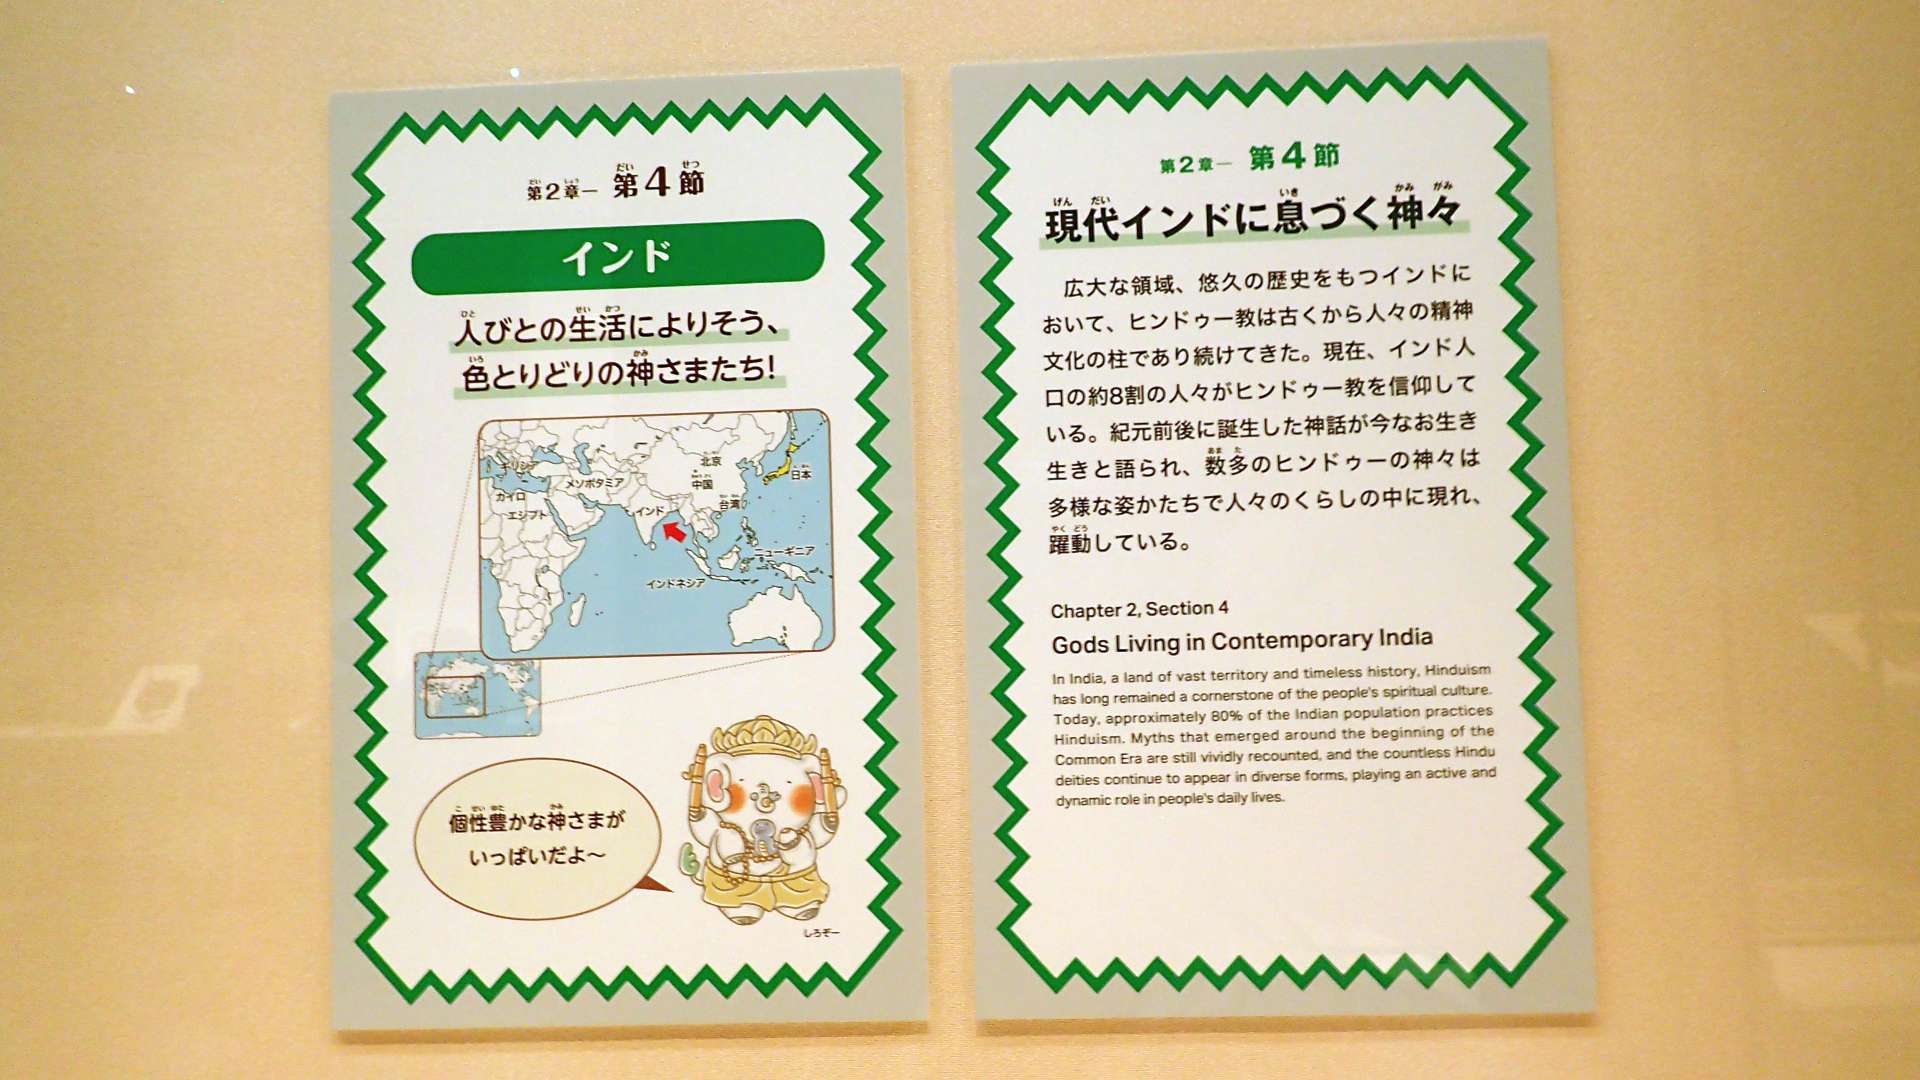 第2章— 第4節
インド
人びとの生活によりそう、
色とりどりの神さまたち!
ギリシア
カイロ
エジプト
メソポタミア
インド
北京
中国
台湾
日本
ニューギニア
インドネシア
個性豊かな神さまが
いっぱいだよ～
しろぞー
第2章— 第4節
現代インドに息づく神々
広大な領域、悠久の歴史をもつインドに
おいて、ヒンドゥー教は古くから人々の精神
文化の柱であり続けてきた。現在、インド人
口の約8割の人々がヒンドゥー教を信仰して
いる。紀元前後に誕生した神話が今なお生き
生きと語られ、数多のヒンドゥーの神々は
多様な姿かたちで人々のくらしの中に現れ、
躍動している。
Chapter 2, Section 4
Gods Living in Contemporary India
In India, a land of vast territory and timeless history, Hinduism
has long remained a cornerstone of the people's spiritual culture.
Today, approximately 80% of the Indian population practices
Hinduism. Myths that emerged around the beginning of the
Common Era are still vividly recounted, and the countless Hindu
deities continue to appear in diverse forms, playing an active and
dynamic role in people's daily lives.